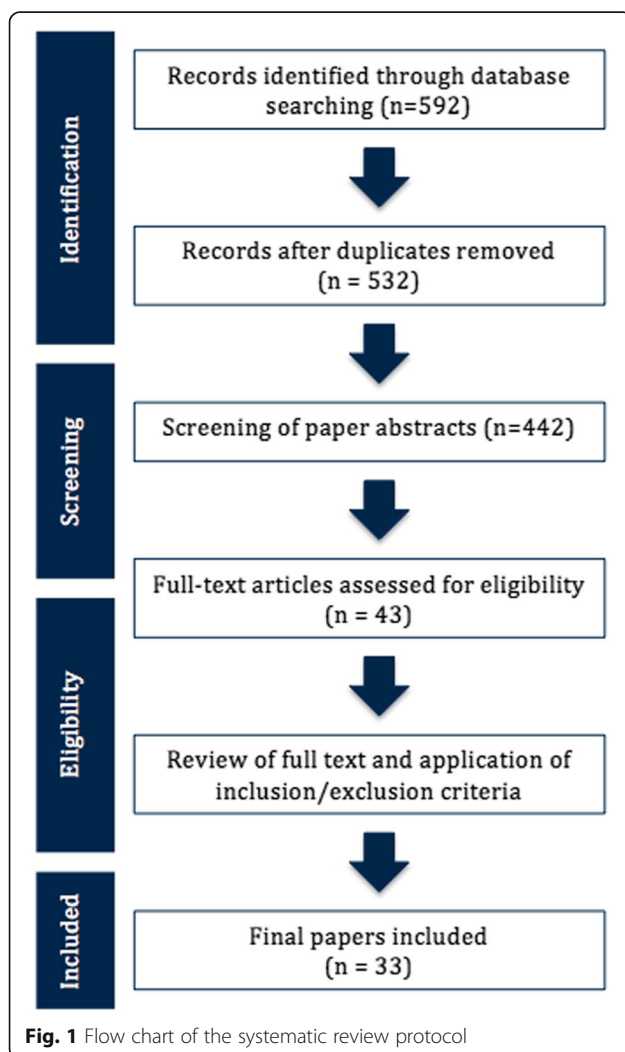 Identification
Records identified through database
searching (n=592)
Records after duplicates removed
(n = 532)
Screening
Screening of paper abstracts (n=442)
Full-text articles assessed for eligibility
(n = 43)
Eligibility
Review of full text and application of
inclusion/exclusion criteria
Included
Final papers included
(n = 33)
Fig. 1 Flow chart of the systematic review protocol